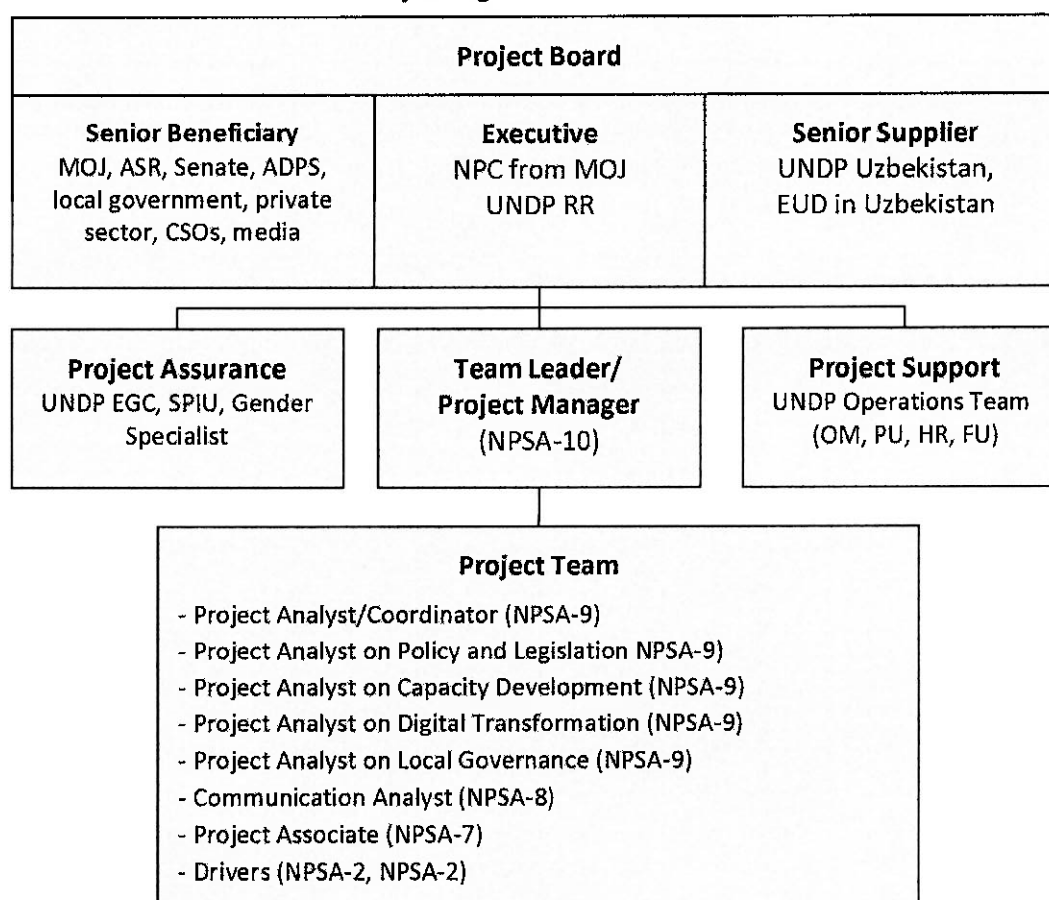 Project Board
Senior Beneficiary
MOJ, ASR, Senate, ADPS,
local government, private
sector, CSOs, media
Executive
NPC from MOJ
UNDP RR
Senior Supplier
UNDP Uzbekistan,
EUD in Uzbekistan
Project Assurance
UNDP EGC, SPIU, Gender
Specialist
Team Leader/
Project Manager
(NPSA-10)
Project Support
UNDP Operations Team
(OM, PU, HR, FU)
Project Team
- Project Analyst/Coordinator (NPSA-9)
- Project Analyst on Policy and Legislation NPSA-9)
- Project Analyst on Capacity Development (NPSA-9)
- Project Analyst on Digital Transformation (NPSA-9)
- Project Analyst on Local Governance (NPSA-9)
- Communication Analyst (NPSA-8)
- Project Associate (NPSA-7)
- Drivers (NPSA-2, NPSA-2)